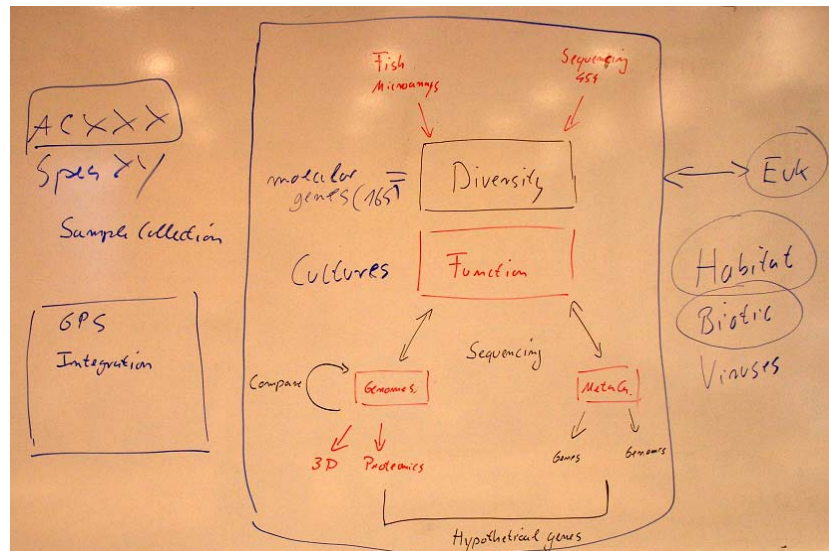 ACXXX
Spec XY
Sample Collection
GPS
Integration
Fish
Microarrays
Sequencing
454
molecular
genes (16S)
Diversity
Cultures
Function
Sequencing
Compare
Genomes
MetaG.
3D
Proteomics
Genes
Genomes
Hypothetical genes
Euk
Habitat
Biotic
Viruses